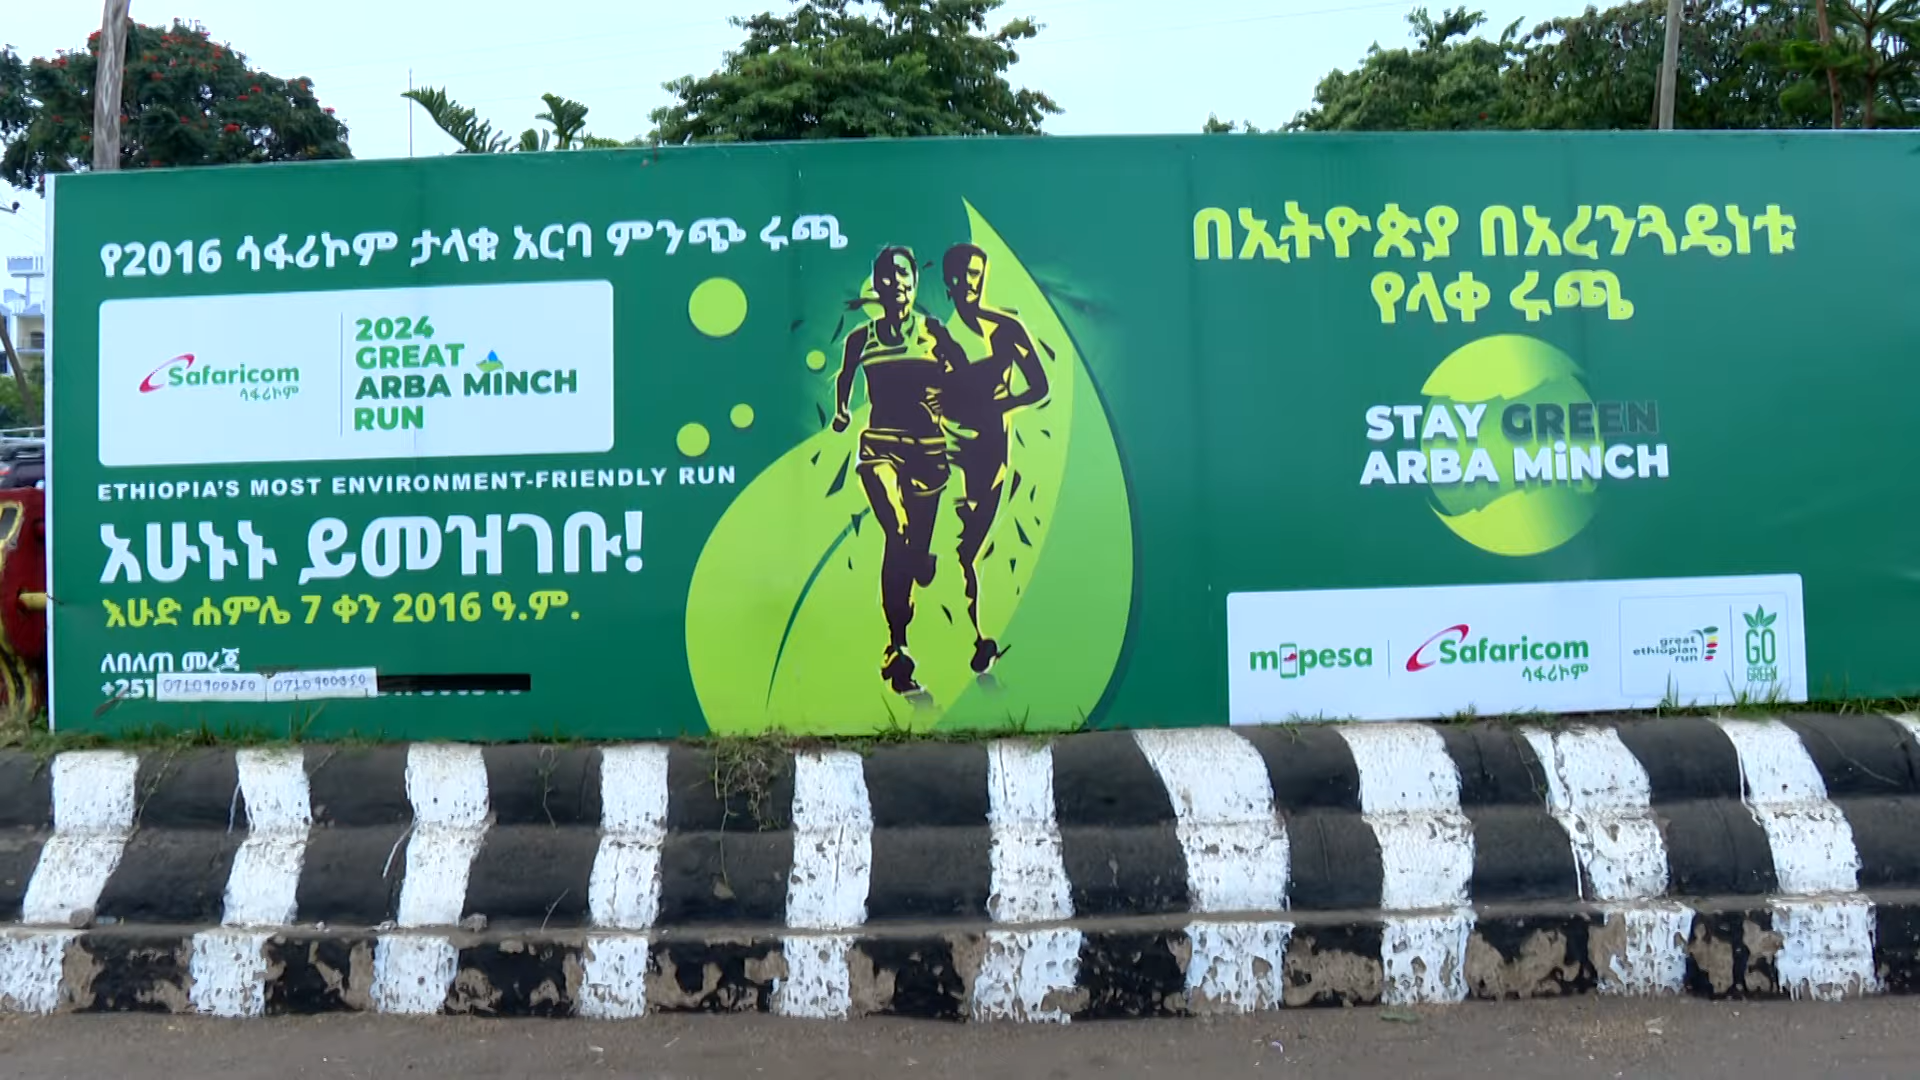 የ2016 ሳፋሪኮም ታላቁ አርባ ምንጭ ሩጫ
Safaricom
ሳፋሪኮም
2024
GREAT
ARBA MiNCH
RUN
ETHIOPIA'S MOST ENVIRONMENT-FRIENDLY RUN
አሁኑኑ ይመዝገቡ!
እሁድ ሐምሌ 7 ቀን 2016 ዓ.ም.
ለበለጠ መረጃ
+251
በኢትዮጵያ በአረንጓዴነቱ
የላቀ ሩጫ
STAY GREEN
ARBA MiNCH
m-pesa
Safaricom
ሳፋሪኮም
great
ethiopian
run
GO
GREEN